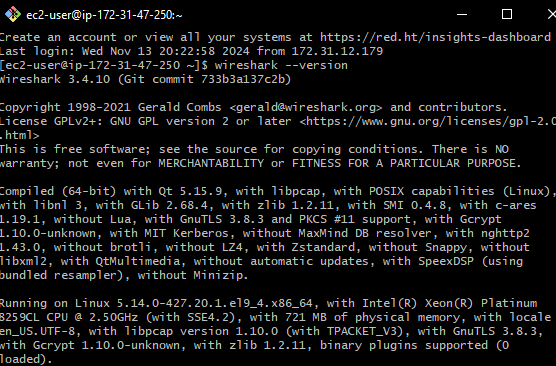 ec2-user@ip-172-31-47-250:~
Create an account or view all your systems at https://red.ht/insights-dashboard
Last login: Wed Nov 13 20:22:58 2024 from 172.31.12.179
[ec2-user@ip-172-31-47-250 ~]$ wireshark --version
Wireshark 3.4.10 (Git commit 733b3a137c2b)
Copyright 1998-2021 Gerald Combs <gerald@wireshark.org> and contributors.
License GPLv2+: GNU GPL version 2 or later <https://www.gnu.org/licenses/gpl-2.0
.html>
This is free software; see the source for copying conditions. There is NO
warranty; not even for MERCHANTABILITY or FITNESS FOR A PARTICULAR PURPOSE.
Compiled (64-bit) with Qt 5.15.9, with libpcap, with POSIX capabilities (Linux),
with libnl 3, with GLib 2.68.4, with zlib 1.2.11, with SMI 0.4.8, with c-ares
1.19.1, without Lua, with GnuTLS 3.8.3 and PKCS #11 support, with Gcrypt
1.10.0-unknown, with MIT Kerberos, without MaxMind DB resolver, with nghttp2
1.43.0, without brotli, without LZ4, with Zstandard, without Snappy, without
libxml2, with QtMultimedia, without automatic updates, with SpeexDSP (using
bundled resampler), without Minizip.
Running on Linux 5.14.0-427.20.1.el9_4.x86_64, with Intel(R) Xeon(R) Platinum
8259CL CPU @ 2.50GHz (with SSE4.2), with 721 MB of physical memory, with locale
en_US.UTF-8, with libpcap version 1.10.0 (with TPACKET_V3), with GnuTLS 3.8.3,
with Gcrypt 1.10.0-unknown, with zlib 1.2.11, binary plugins supported (0
loaded).